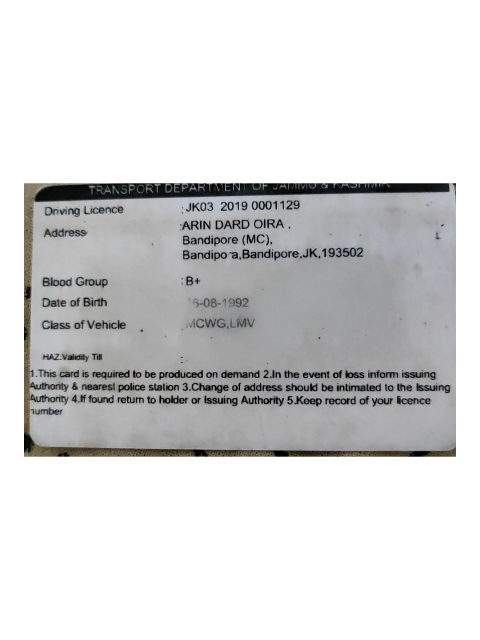 TRANSPORT DEPARTMENT OF JAMMU & KASHMIR
Driving Licence : JK03 2019 0001129
Address : ARIN DARD OIRA ,
Bandipore (MC),
Bandipora,Bandipore,JK,193502
Blood Group : B+
Date of Birth 6-08-1992
Class of Vehicle MCWG,LMV
HAZ.Validity Till :
1.This card is required to be produced on demand 2.In the event of loss inform issuing
Authority & nearest police station 3.Change of address should be intimated to the Issuing
Authority 4.If found return to holder or Issuing Authority 5.Keep record of your licence
number